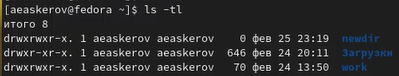 [aeaskerov@fedora ~]$ ls -tl
итого 8
drwxrwxr-x. 1 aeaskerov aeaskerov 0 фев 25 23:19 newdir
drwxr-xr-x. 1 aeaskerov aeaskerov 646 фев 24 20:11 Загрузки
drwxrwxr-x. 1 aeaskerov aeaskerov 70 фев 24 13:50 work